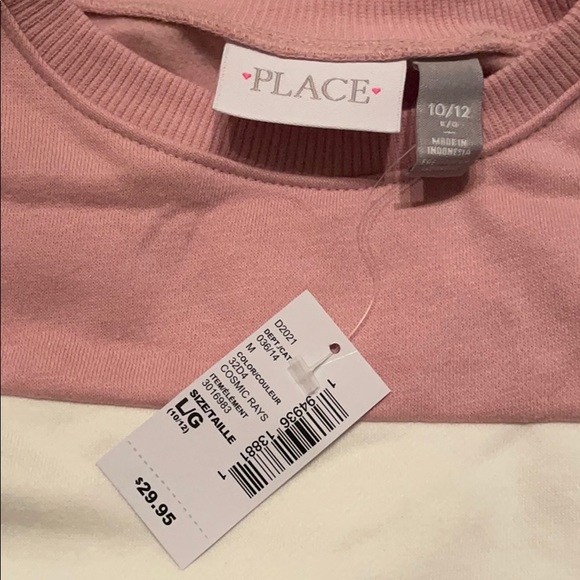 PLACE
10/12
MADE IN
INDONESIA
D2021
DEPT./CAT
036/14
M
COLOR/COULEUR
32D4
COSMIC RAYS
ITEM/ÉLÉMENT
3016983
SIZE/TAILLE
L/G
(10/12)
$29.95